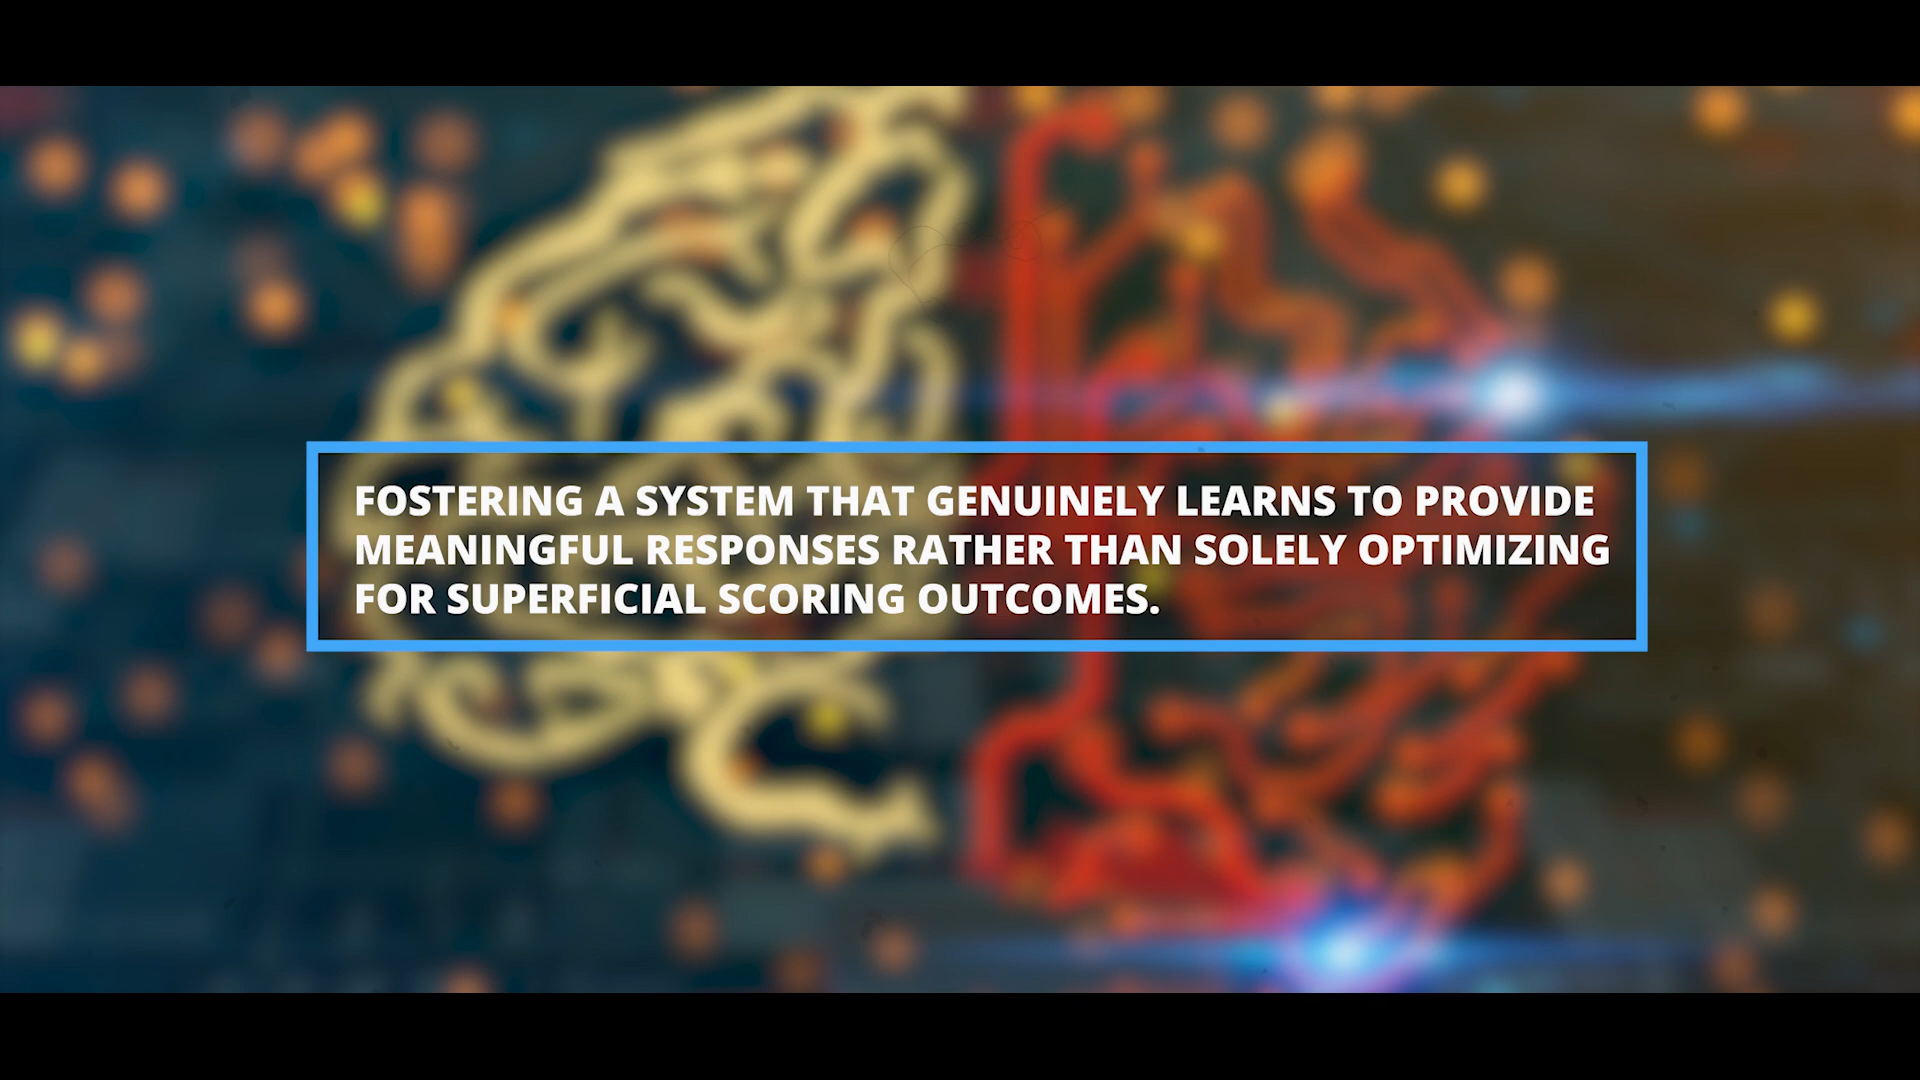 FOSTERING A SYSTEM THAT GENUINELY LEARNS TO PROVIDE
MEANINGFUL RESPONSES RATHER THAN SOLELY OPTIMIZING
FOR SUPERFICIAL SCORING OUTCOMES.